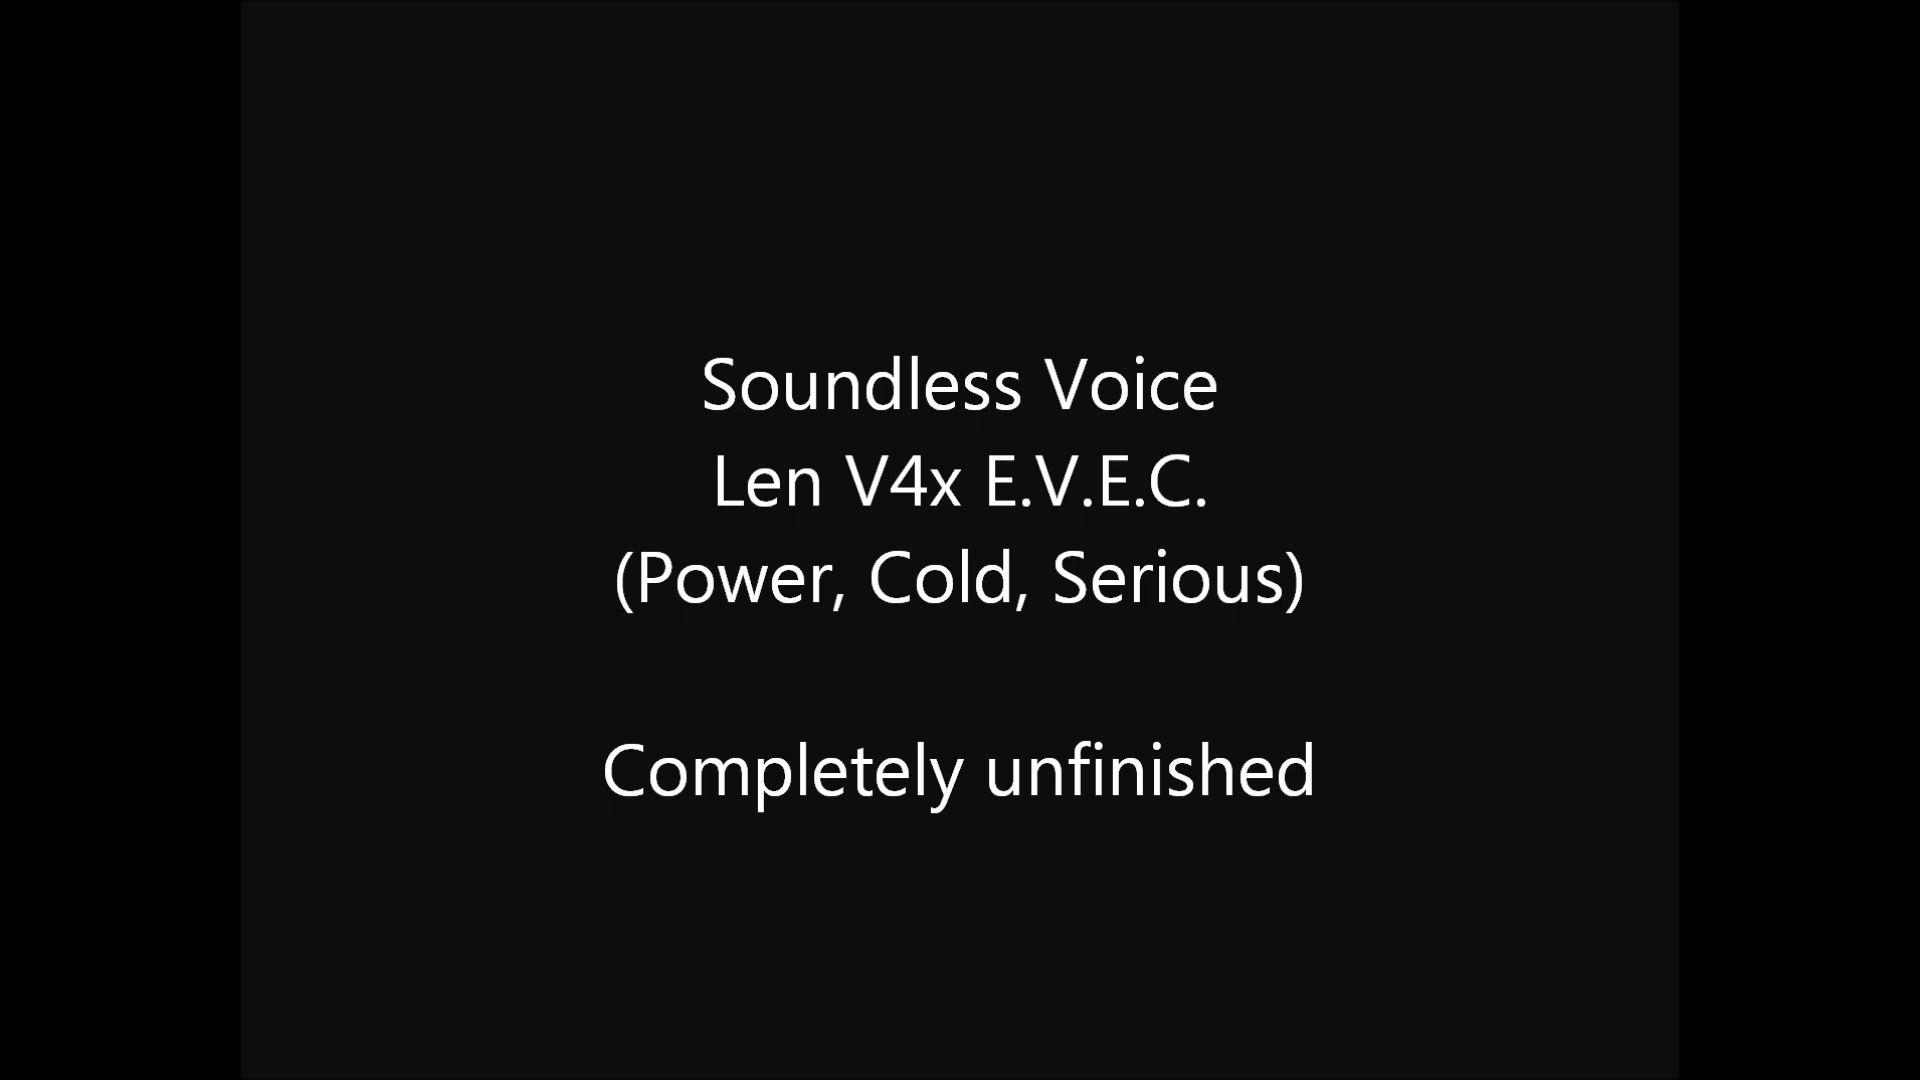 Soundless Voice
Len V4x E.V.E.C.
(Power, Cold, Serious)
Completely unfinished